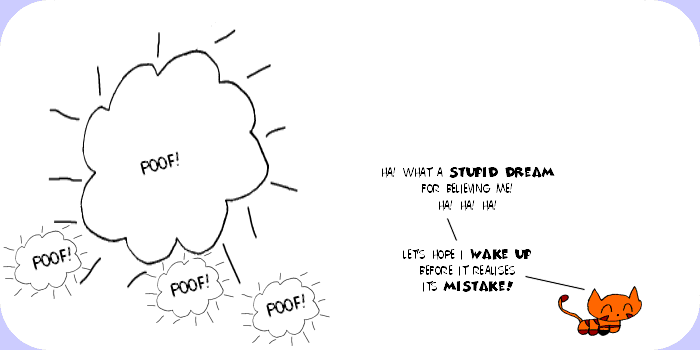 POOF!
POOF!
POOF!
POOF!
HA! WHAT A STUPID DREAM
FOR BELIEVING ME!
HA! HA! HA!
LET'S HOPE I WAKE UP
BEFORE IT REALISES
ITS MISTAKE!